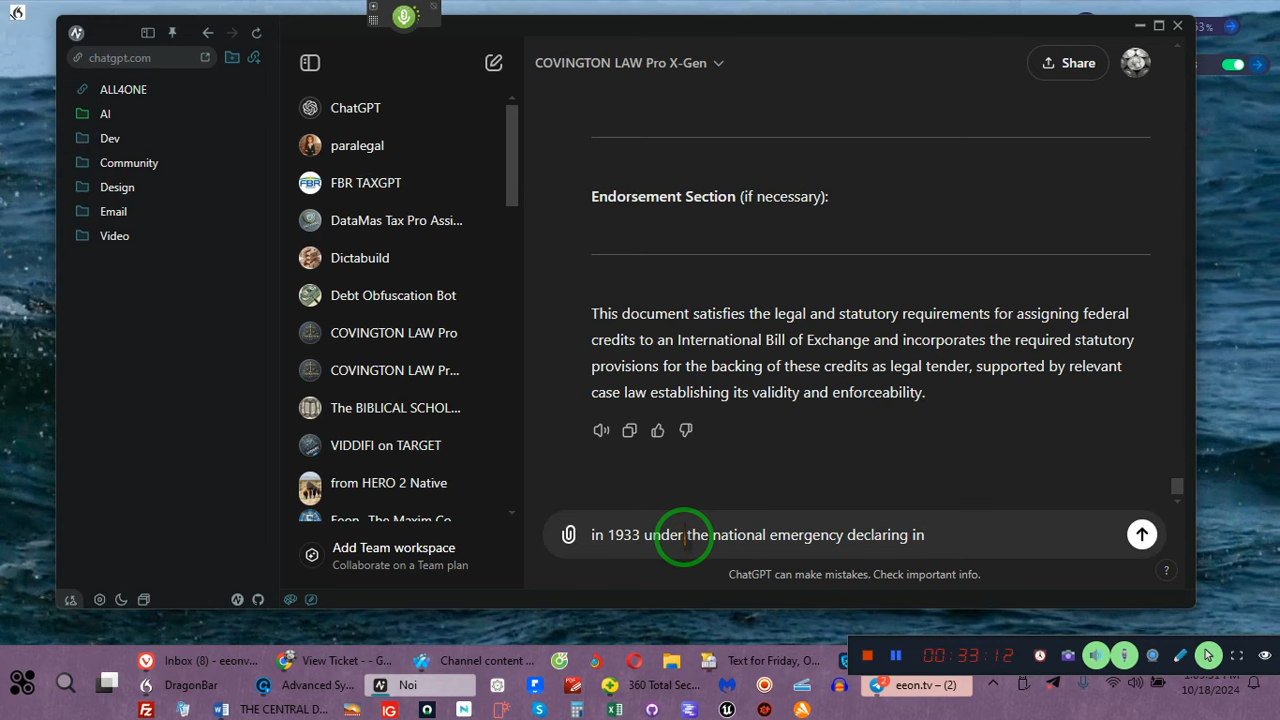 63%
chatgpt.com
ALL4ONE
AI
Dev
Community
Design
Email
Video
ChatGPT
paralegal
FBR TAXGPT
DataMas Tax Pro Assi...
Dictabuild
Debt Obfuscation Bot
COVINGTON LAW Pro
COVINGTON LAW Pr...
The BIBLICAL SCHOL...
VIDDIFI on TARGET
from HERO 2 Native
Eeon- The Maxim Co
Add Team workspace
Collaborate on a Team plan
COVINGTON LAW Pro X-Gen
Share
Endorsement Section (if necessary):
This document satisfies the legal and statutory requirements for assigning federal
credits to an International Bill of Exchange and incorporates the required statutory
provisions for the backing of these credits as legal tender, supported by relevant
case law establishing its validity and enforceability.
in 1933 under the national emergency declaring in
ChatGPT can make mistakes. Check important info.
?
00:33:12
Inbox (8) - eeonv...
View Ticket - - G...
Channel content ...
Text for Friday, O...
DragonBar
Advanced Sy...
Noi
360 Total Sec...
eeon.tv – (2)
THE CENTRAL D...
10/18/2024